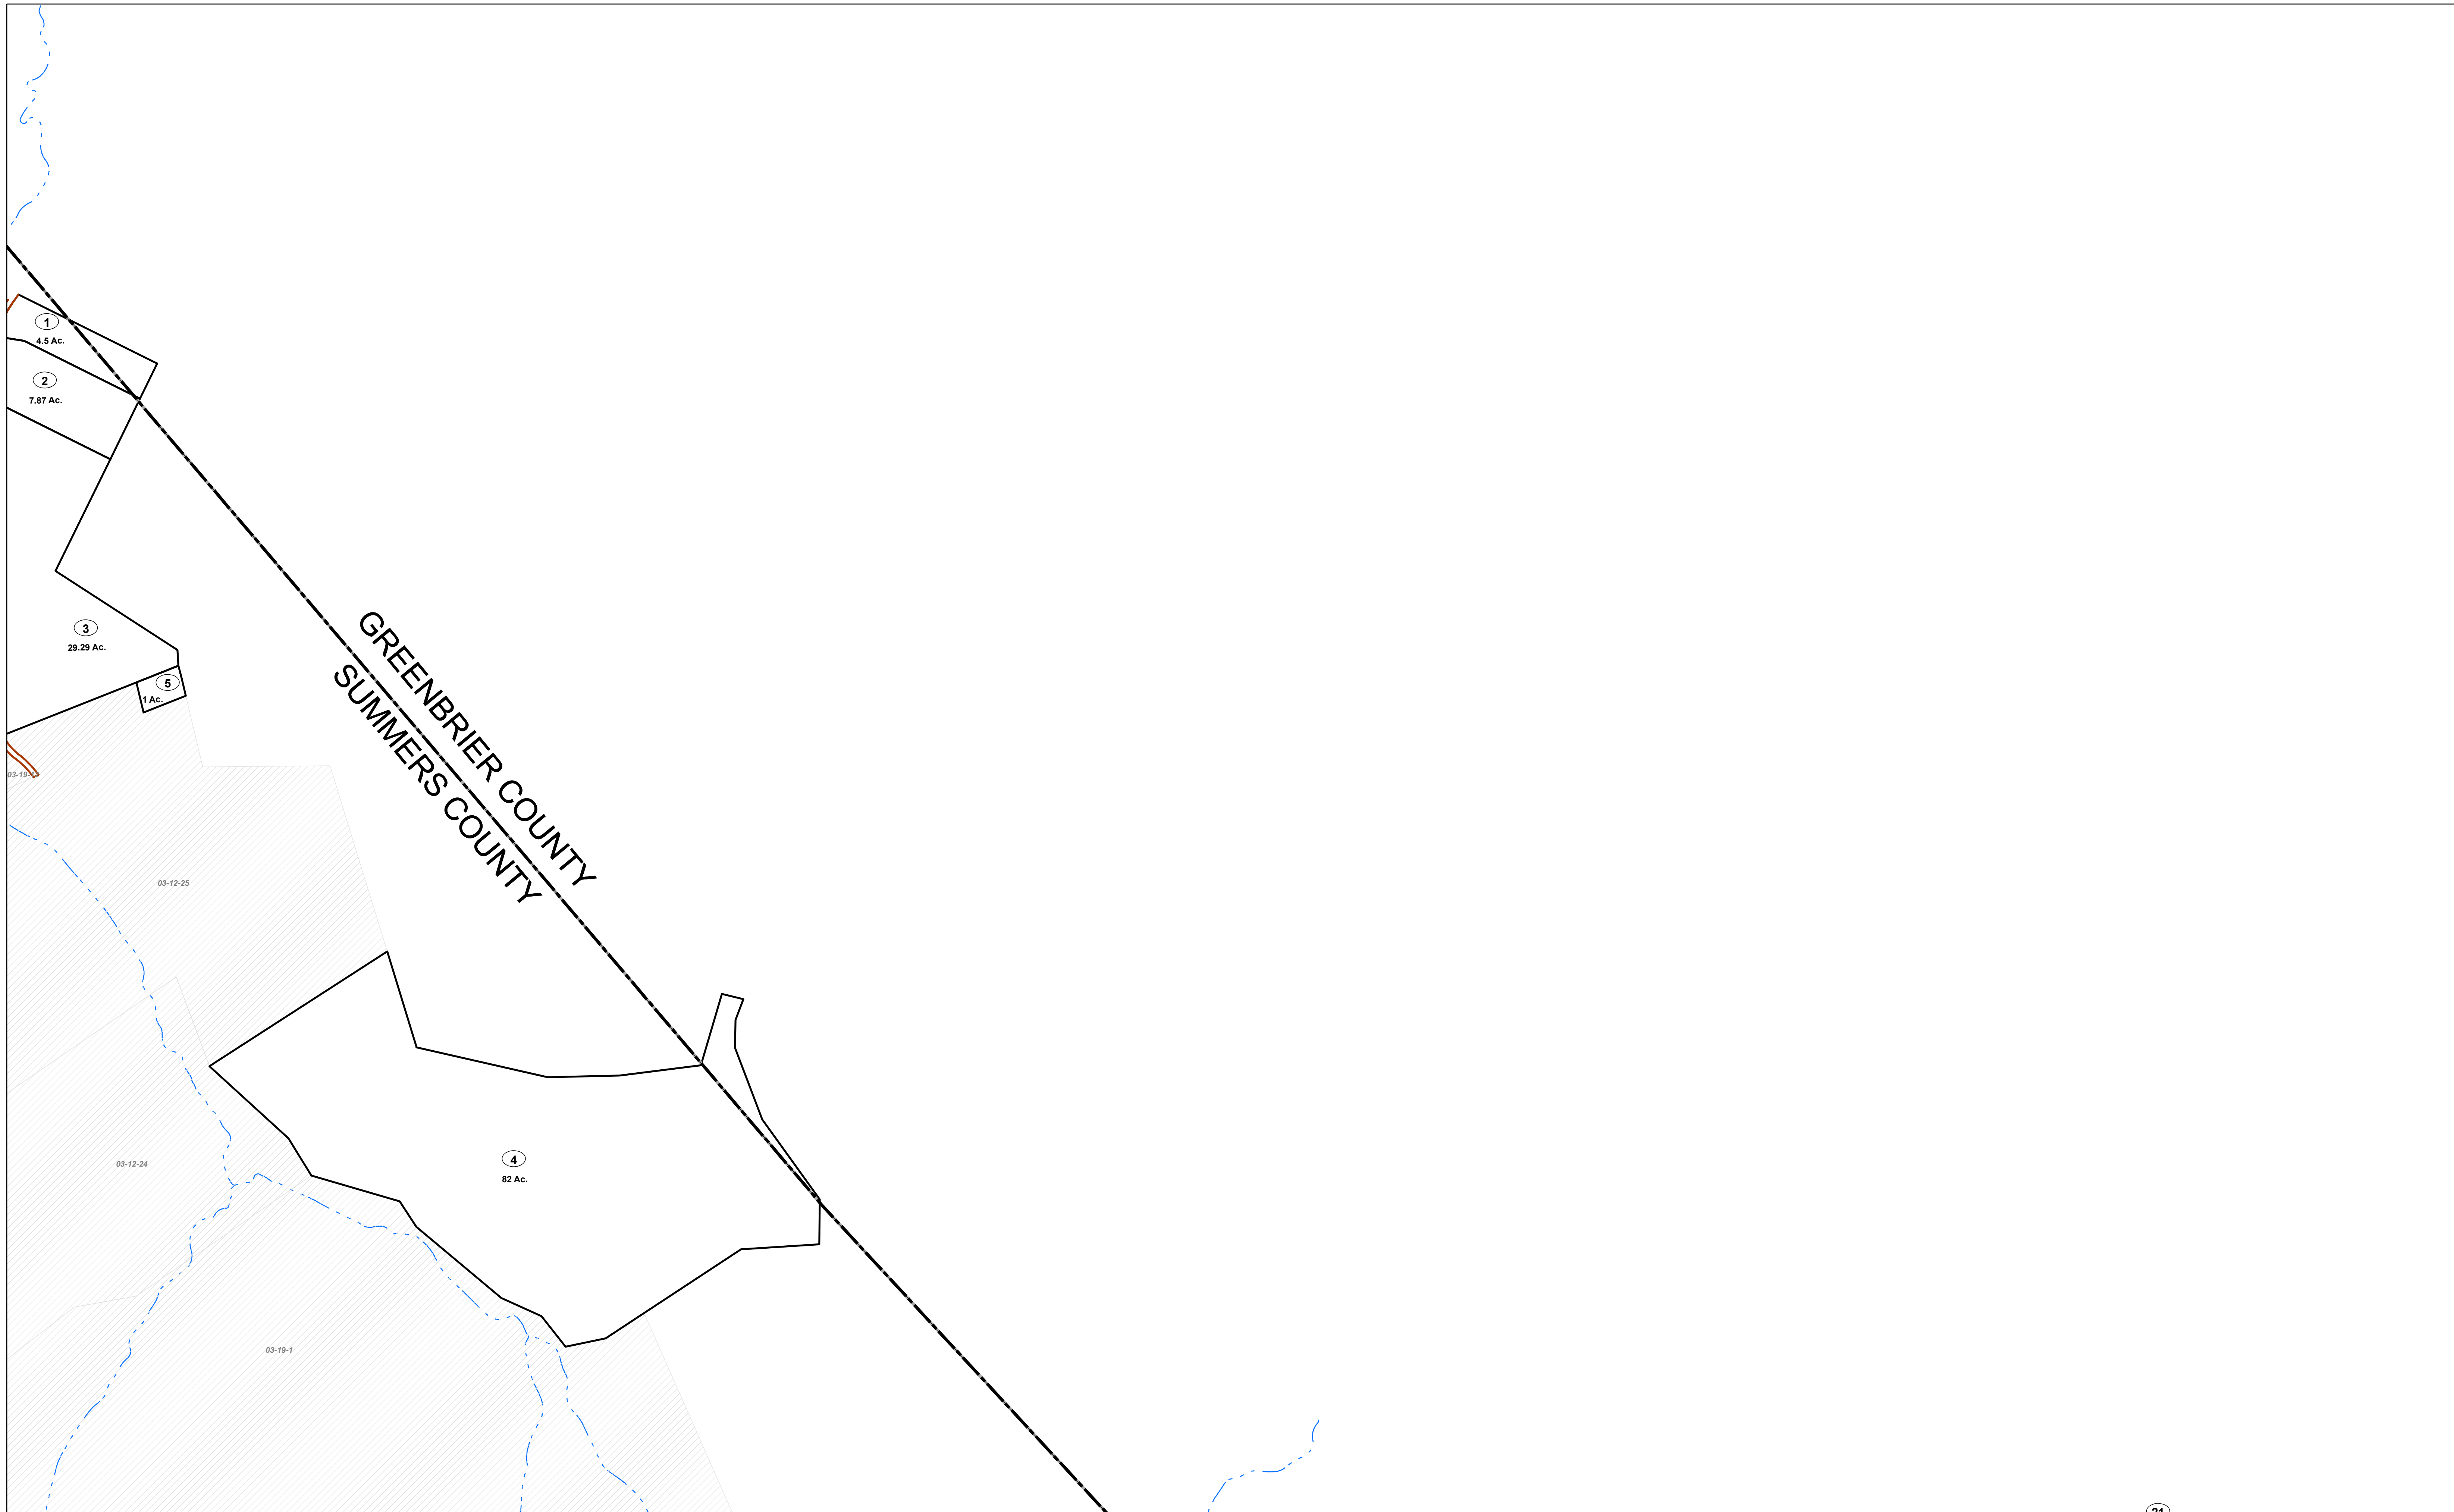 1
4.5 Ac.
2
7.87 Ac.
3
29.29 Ac.
5
1 Ac.
GREENBRIER COUNTY
SUMMERS COUNTY
03-12-25
4
82 Ac.
03-12-24
03-19-1
21